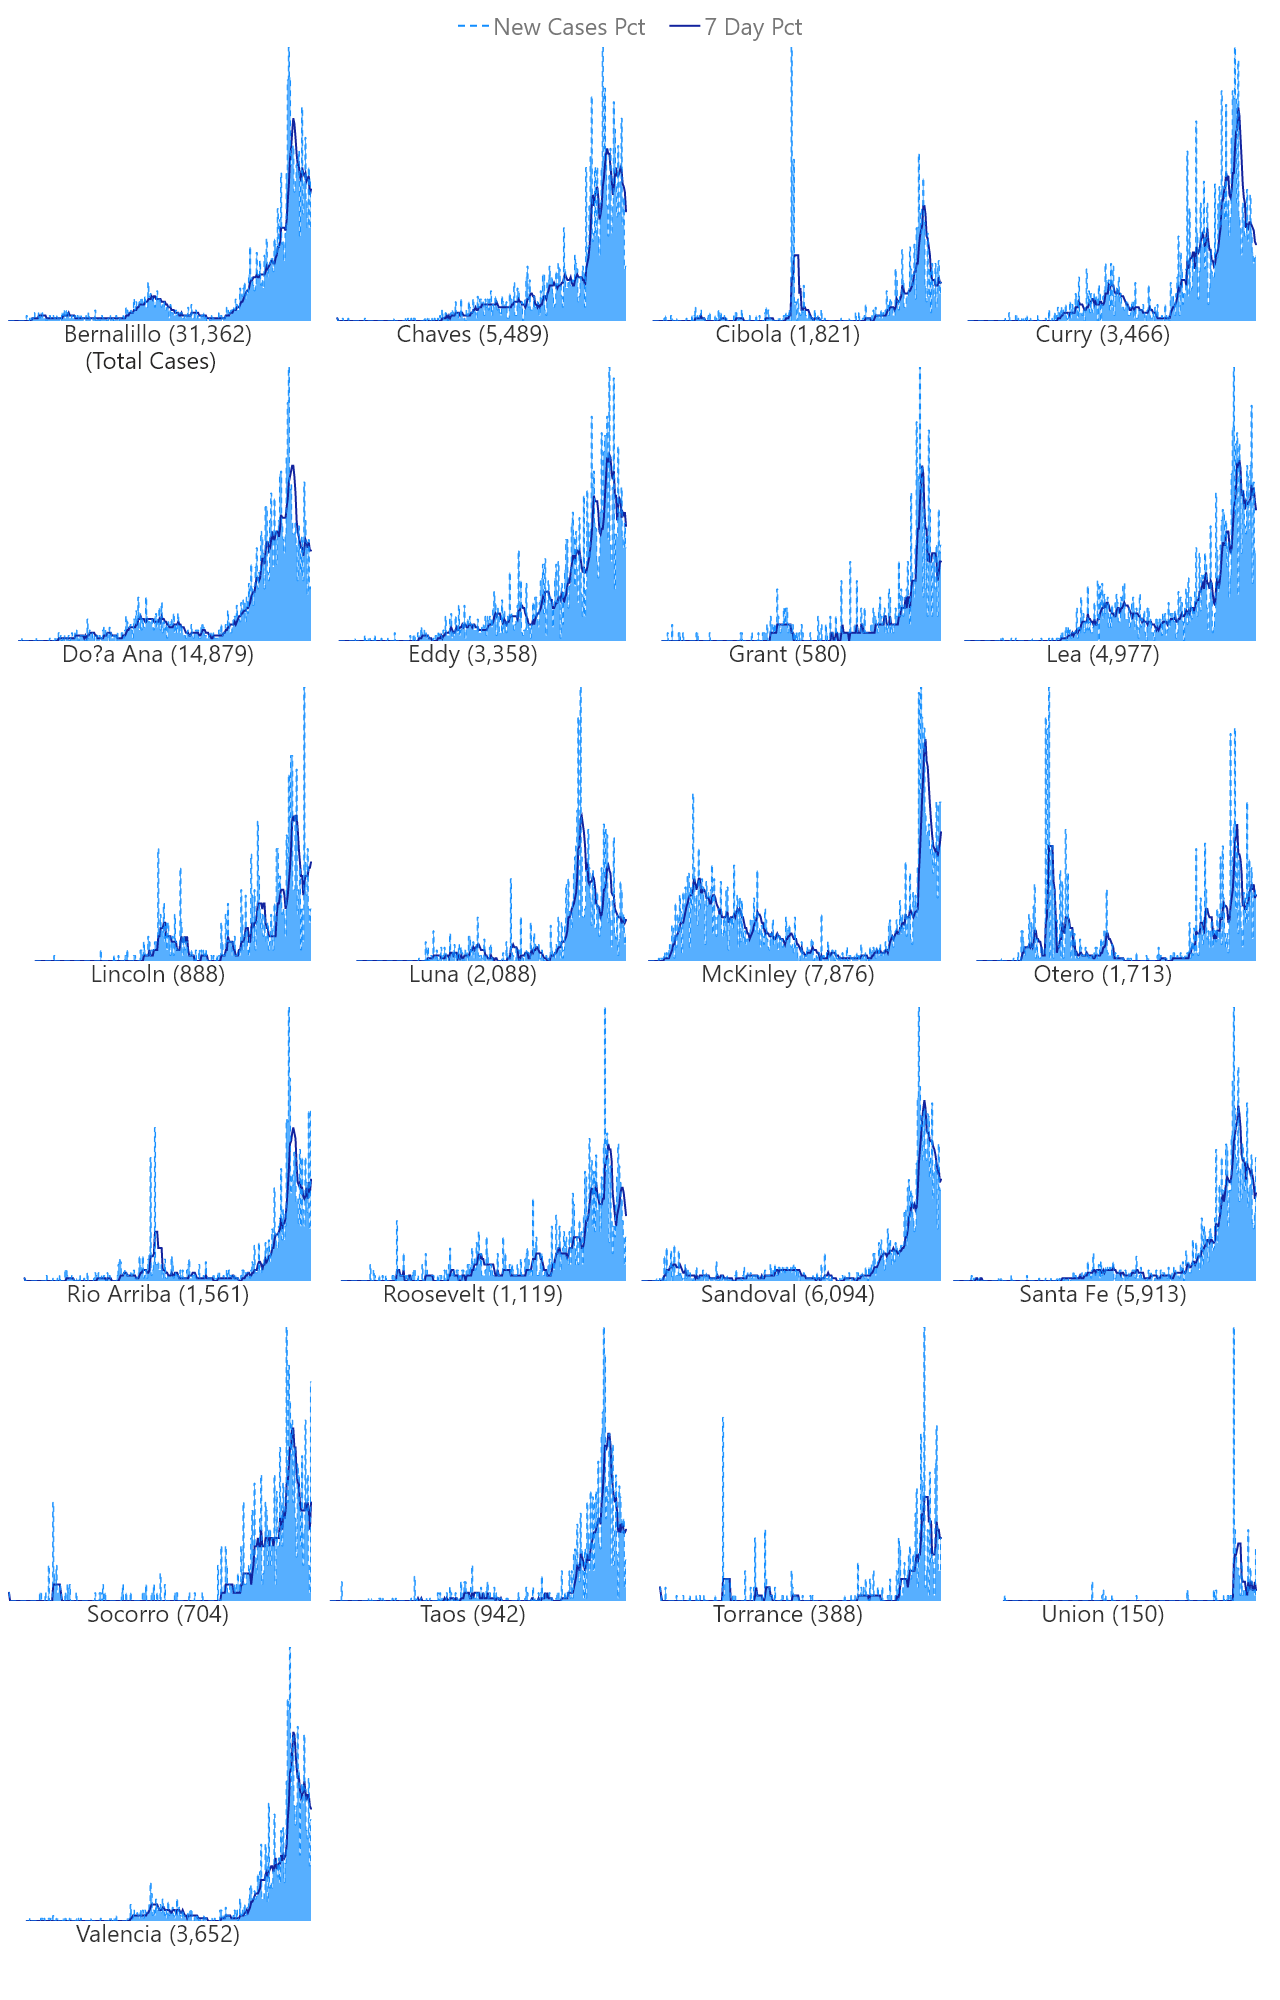 New Cases Pct 7 Day Pct
Bernalillo (31,362)
(Total Cases)
Chaves (5,489)
Cibola (1,821)
Curry (3,466)
Do?a Ana (14,879)
Eddy (3,358)
Grant (580)
Lea (4,977)
Lincoln (888)
Luna (2,088)
McKinley (7,876)
Otero (1,713)
Rio Arriba (1,561)
Roosevelt (1,119)
Sandoval (6,094)
Santa Fe (5,913)
Socorro (704)
Taos (942)
Torrance (388)
Union (150)
Valencia (3,652)